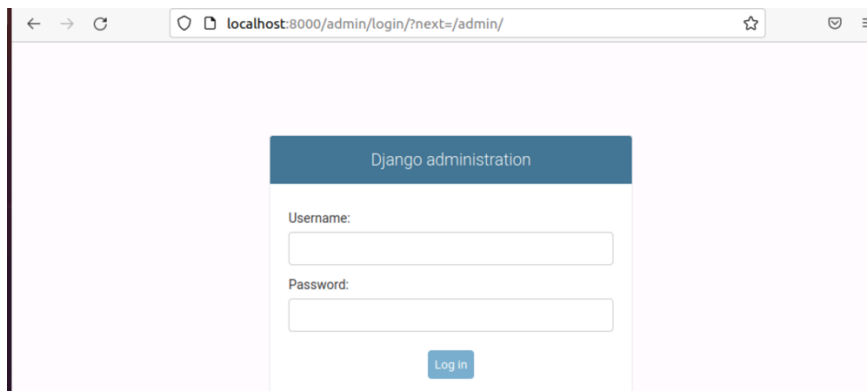 localhost:8000/admin/login/?next=/admin/
Django administration
Username:
Password:
Log in